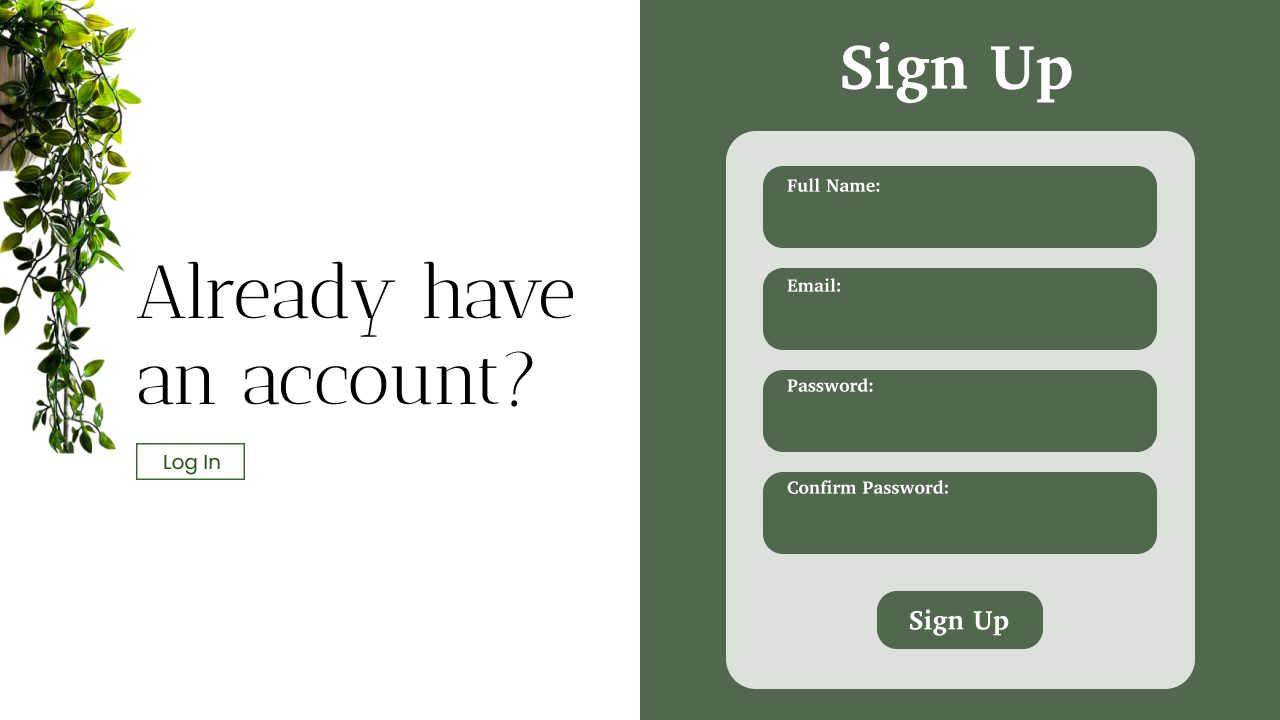 Already have
an account?
Log In
Sign Up
Full Name:
Email:
Password:
Confirm Password:
Sign Up